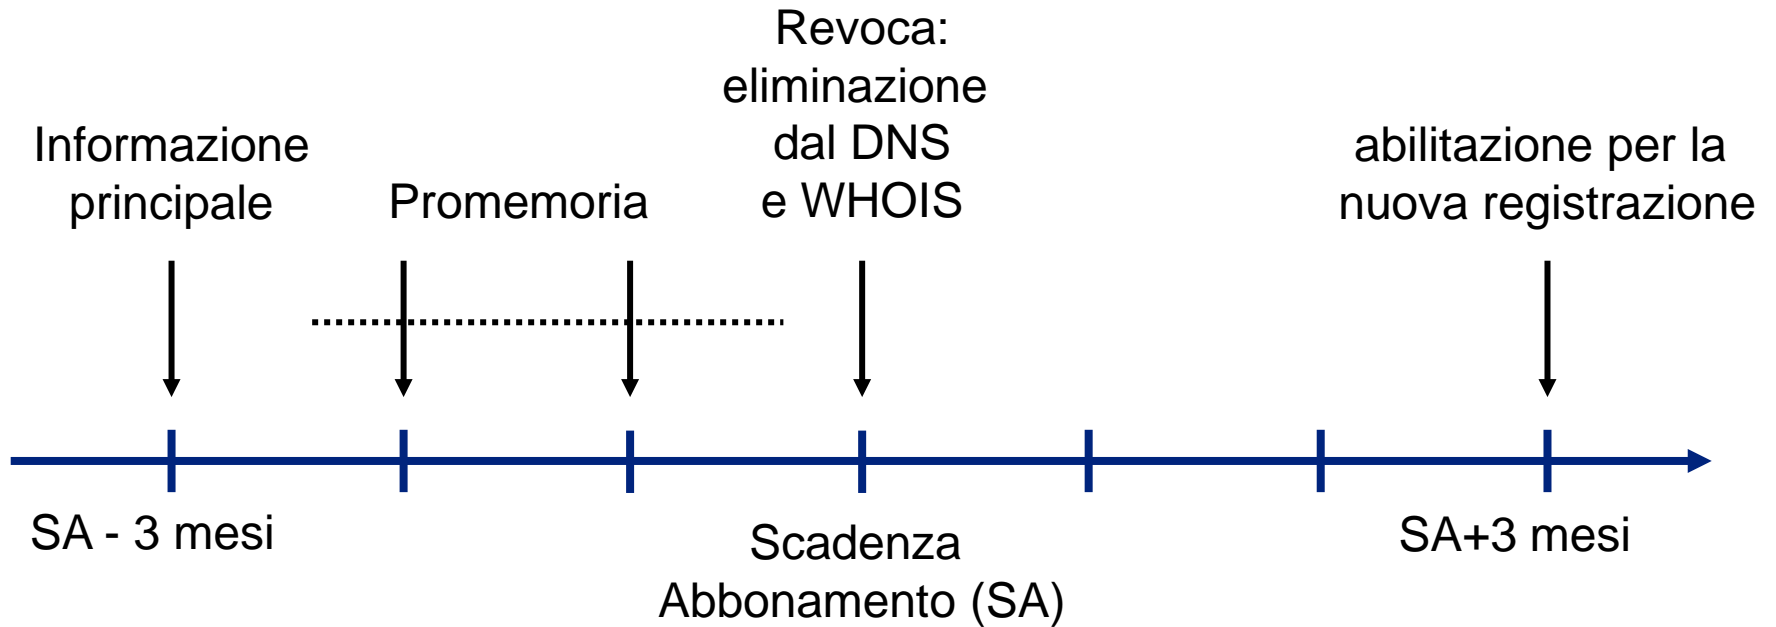 Informazione
principale
Promemoria
Revoca:
eliminazione
dal DNS
e WHOIS
abilitazione per la
nuova registrazione
SA - 3 mesi
Scadenza
Abbonamento (SA)
SA+3 mesi